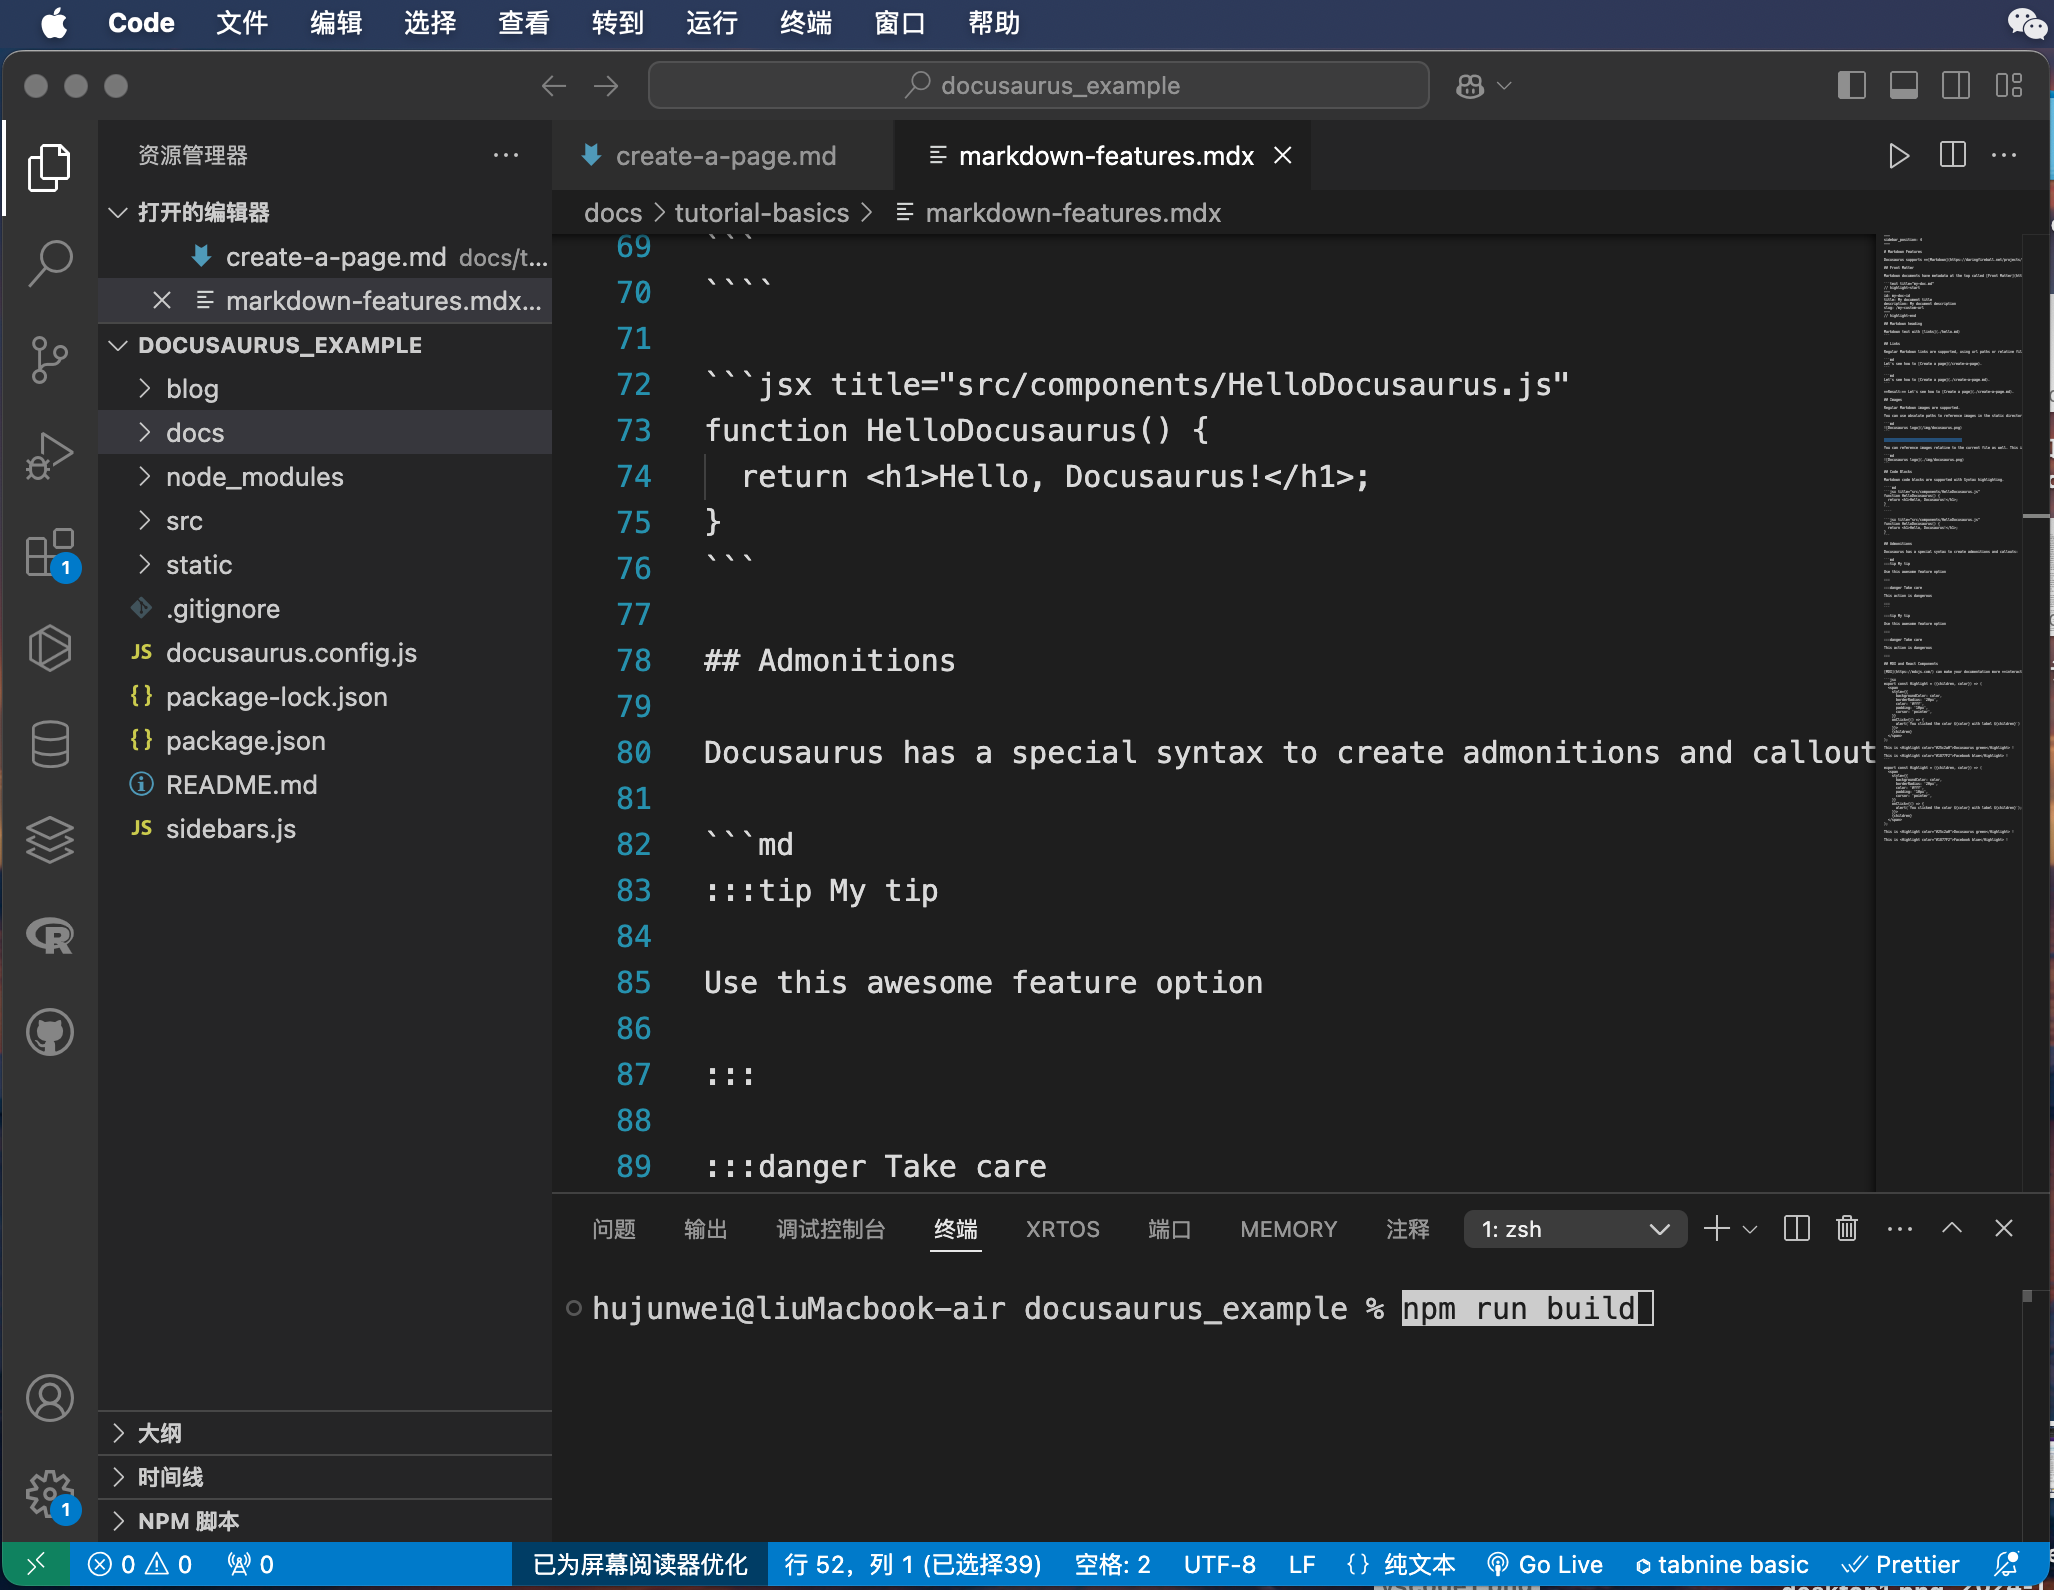 Code 文件 编辑 选择 查看 转到 运行 终端 窗口 帮助
docusaurus_example
资源管理器
打开的编辑器
create-a-page.md docs/t...
markdown-features.mdx...
DOCUSAURUS_EXAMPLE
blog
docs
node_modules
src
static
.gitignore
JS docusaurus.config.js
{} package-lock.json
{} package.json
README.md
JS sidebars.js
大纲
时间线
NPM 脚本
create-a-page.md markdown-features.mdx
docs > tutorial-basics > markdown-features.mdx
69 ```
70 ````
71
72 ```jsx title="src/components/HelloDocusaurus.js"
73 function HelloDocusaurus() {
74 return <h1>Hello, Docusaurus!</h1>;
75 }
76 ```
77
78 ## Admonitions
79
80 Docusaurus has a special syntax to create admonitions and callout
81
82 ```md
83 :::tip My tip
84
85 Use this awesome feature option
86
87 :::
88
89 :::danger Take care
问题 输出 调试控制台 终端 XRTOS 端口 MEMORY 注释 1: zsh
hujunwei@liuMacbook-air docusaurus_example % npm run build
1
1
0 0 0 已为屏幕阅读器优化 行 52，列 1 (已选择39) 空格: 2 UTF-8 LF {} 纯文本 Go Live tabnine basic Prettier